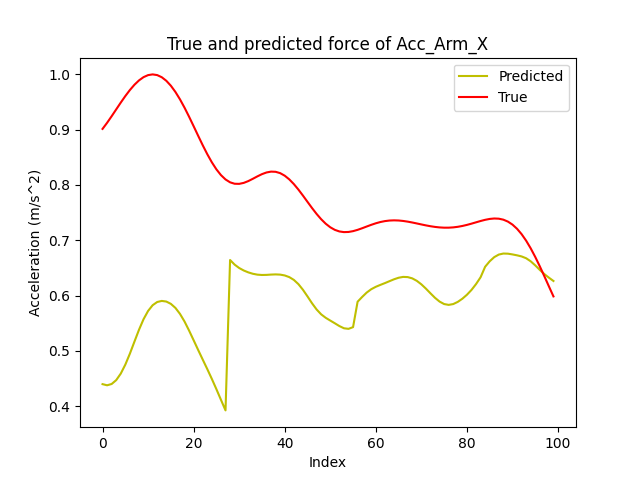 True and predicted force of Acc_Arm_X
Predicted
True
1.0
0.9
0.8
0.7
0.6
0.5
0.4
Acceleration (m/s^2)
0 20 40 60 80 100
Index